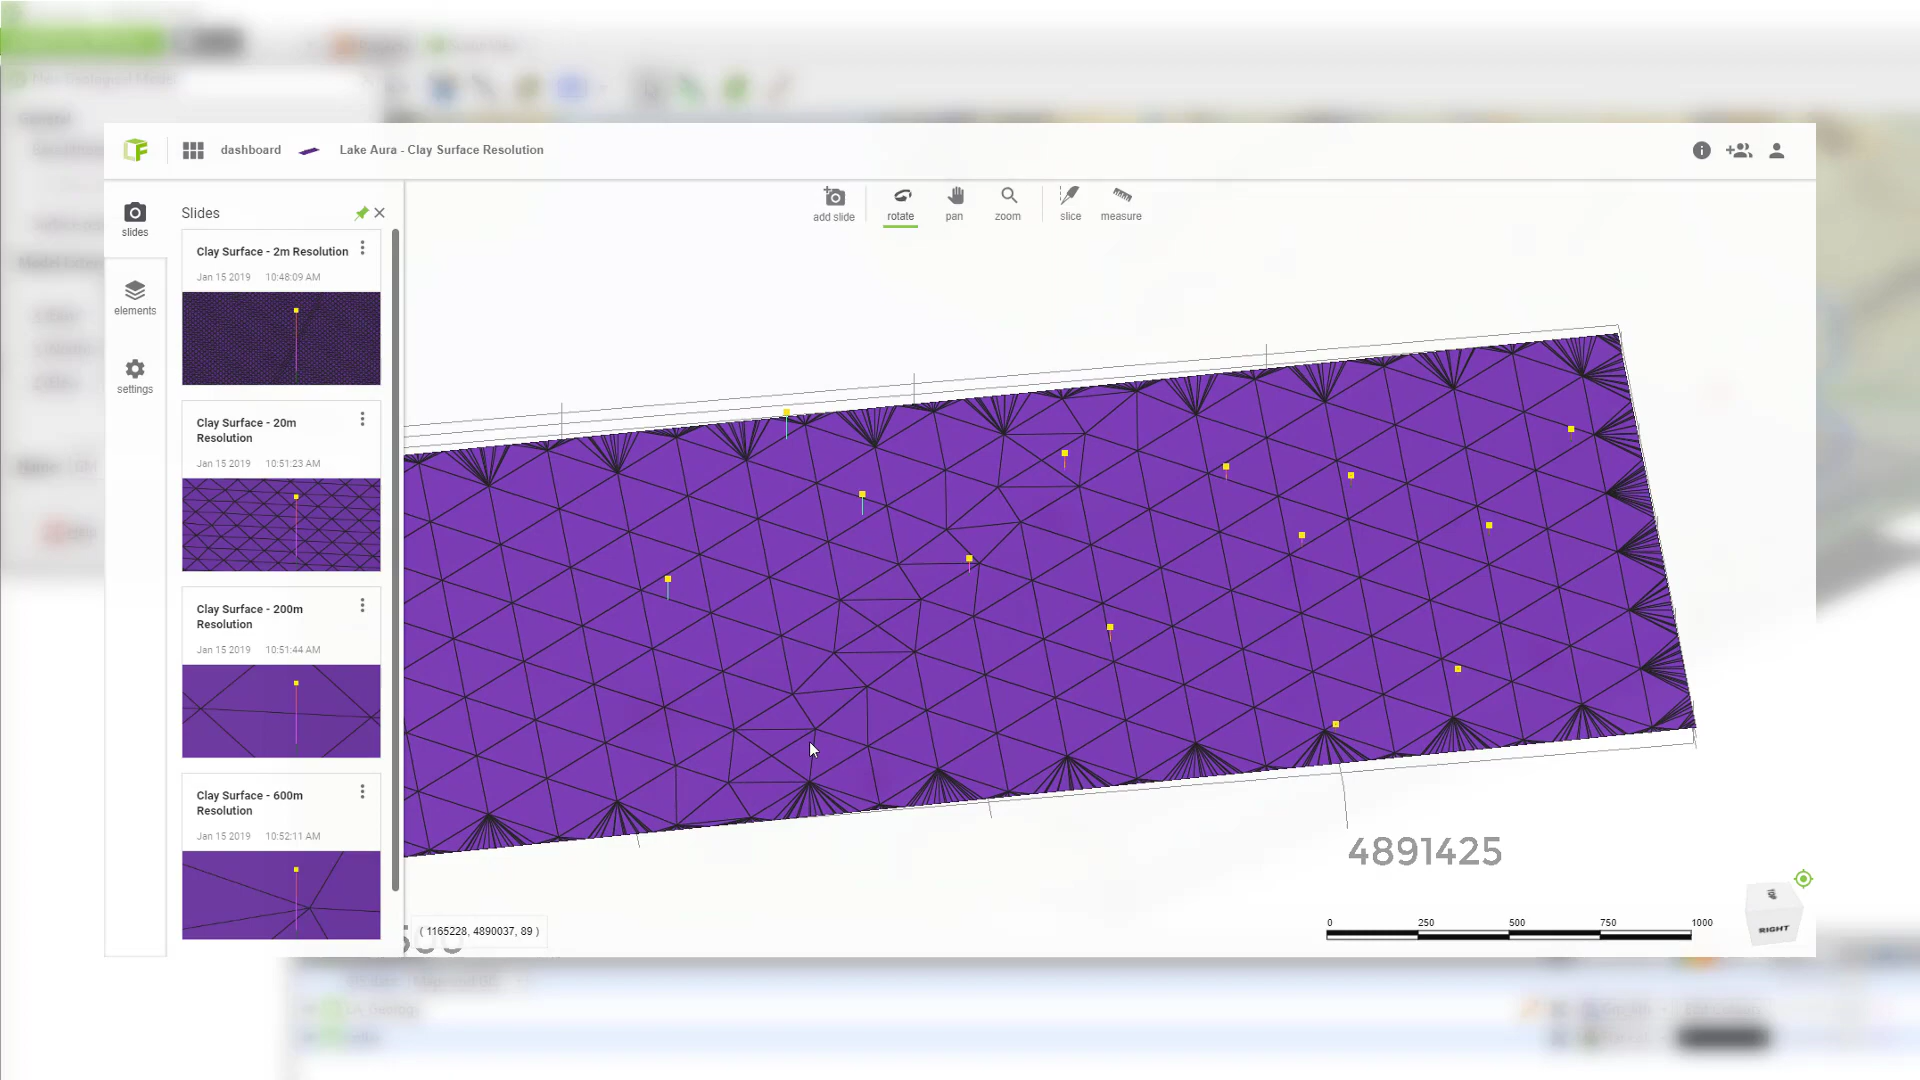 dashboard
Lake Aura - Clay Surface Resolution
slides
elements
settings
Slides
Clay Surface - 2m Resolution
Jan 15 2019 10:48:09 AM
Clay Surface - 20m
Resolution
Jan 15 2019 10:51:23 AM
Clay Surface - 200m
Resolution
Jan 15 2019 10:51:44 AM
Clay Surface - 600m
Resolution
Jan 15 2019 10:52:11 AM
add slide
rotate
pan
zoom
slice
measure
4891425
( 1165228, 4890037, 89 )
0 250 500 750 1000
RIGHT